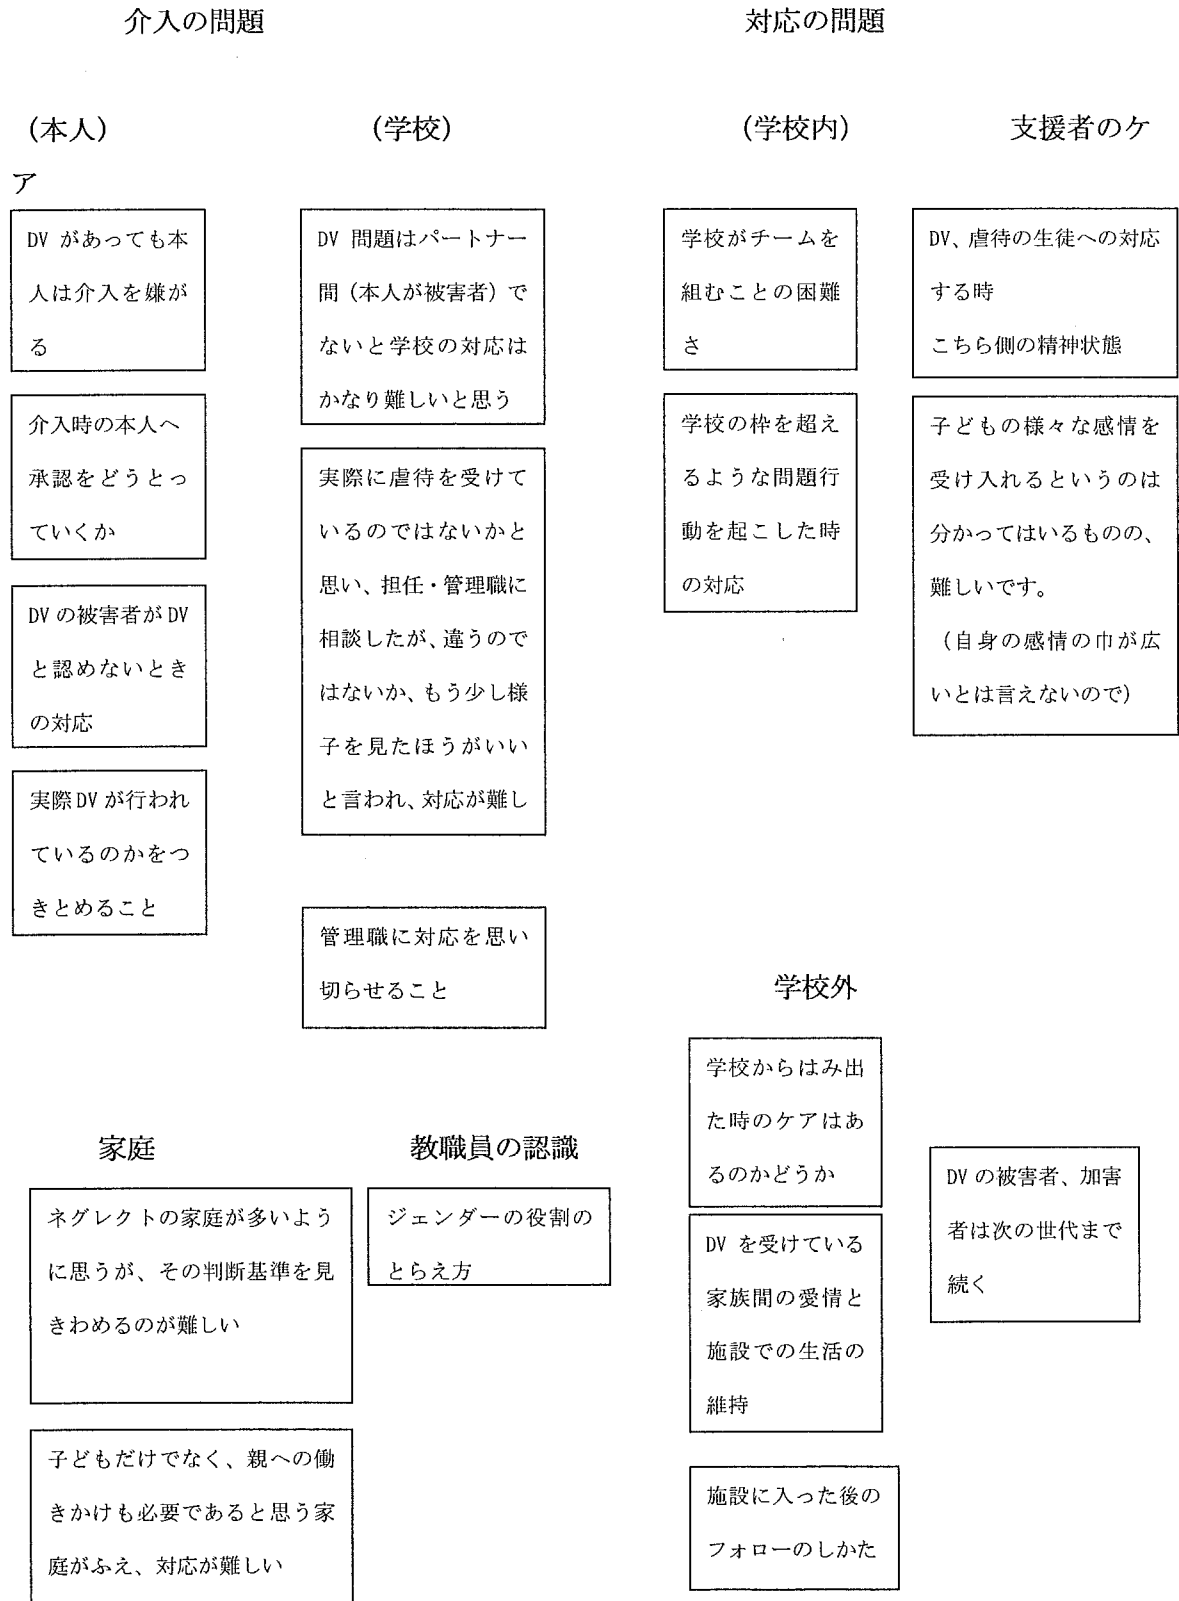 介入の問題
対応の問題
(本人)
(学校)
(学校内)
支援者のケ
ア
DV があっても本
人は介入を嫌が
る
介入時の本人へ
承認をどうとっ
ていくか
DV の被害者が DV
と認めないとき
の対応
実際 DV が行われ
ているのかをつ
きとめること
DV 問題はパートナー
間（本人が被害者）で
ないと学校の対応は
かなり難しいと思う
実際に虐待を受けて
いるのではないかと
思い、担任・管理職に
相談したが、違うので
はないか、もう少し様
子を見たほうがいい
と言われ、対応が難し
管理職に対応を思い
切らせること
学校がチームを
組むことの困難
さ
学校の枠を超え
るような問題行
動を起こした時
の対応
DV、虐待の生徒への対応
する時
こちら側の精神状態
子どもの様々な感情を
受け入れるというのは
分かってはいるものの、
難しいです。
（自身の感情の巾が広
いとは言えないので）
家庭
ネグレクトの家庭が多いよう
に思うが、その判断基準を見
きわめるのが難しい
子どもだけでなく、親への働
きかけも必要であると思う家
庭がふえ、対応が難しい
教職員の認識
ジェンダーの役割の
とらえ方
学校外
学校からはみ出
た時のケアはあ
るのかどうか
DV を受けている
家族間の愛情と
施設での生活の
維持
施設に入った後の
フォローのしかた
DV の被害者、加害
者は次の世代まで
続く